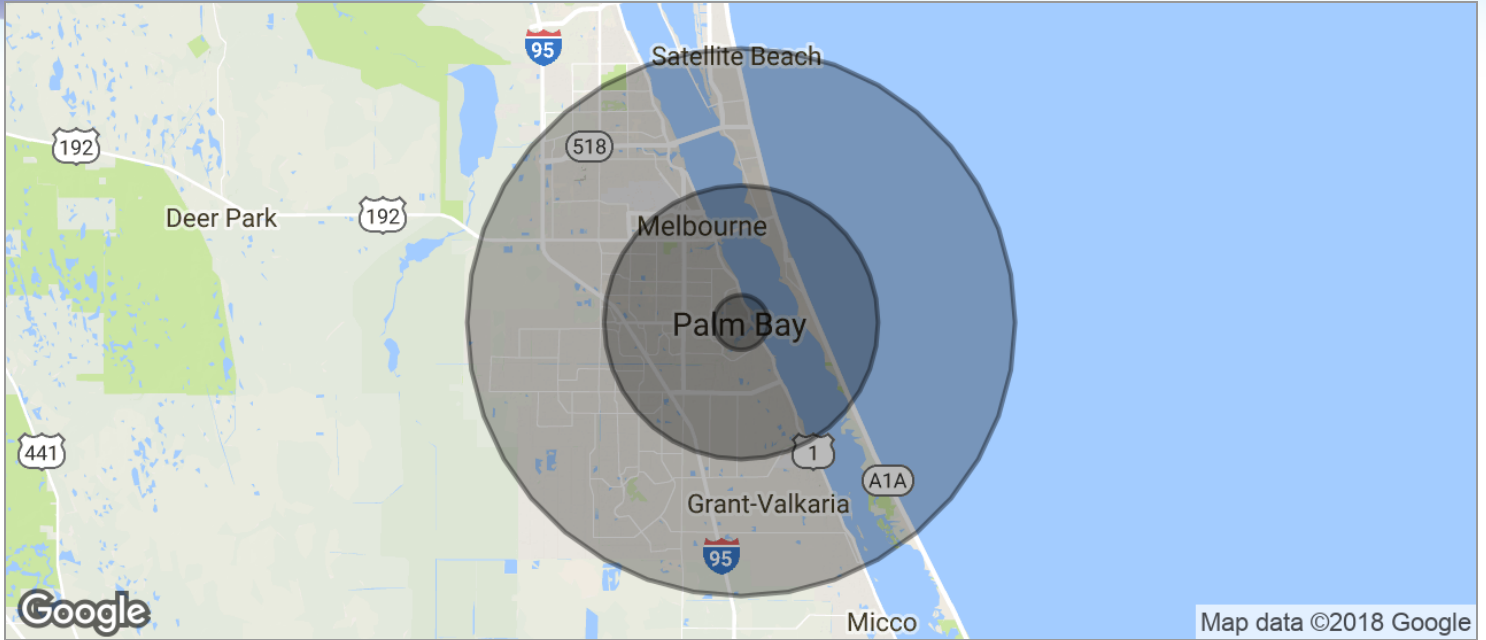 Satellite Beach
95
518
192
Deer Park
192
Melbourne
Palm Bay
441
1
A1A
Grant-Valkaria
95
Micco
Google
Map data ©2018 Google